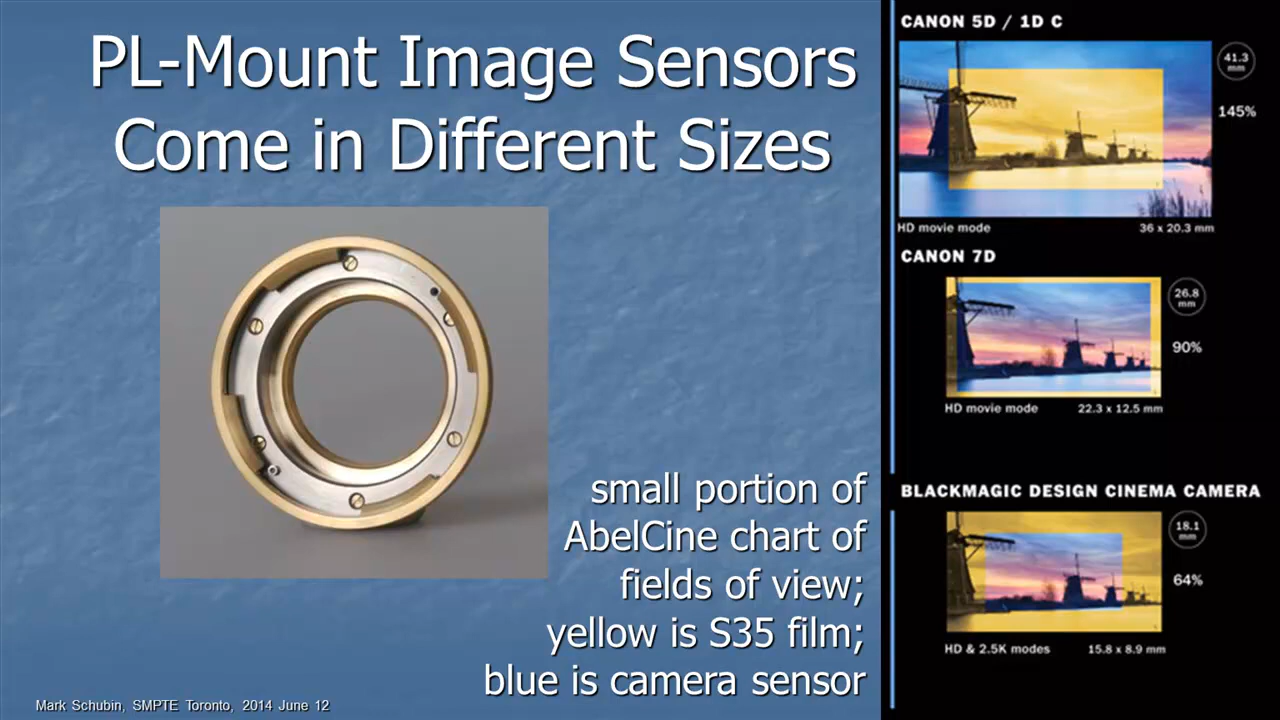 PL-Mount Image Sensors
Come in Different Sizes
small portion of
AbelCine chart of
fields of view;
yellow is S35 film;
blue is camera sensor
Mark Schubin, SMPTE Toronto, 2014 June 12
CANON 5D / 1D C
41.3
mm
145%
HD movie mode 36 x 20.3 mm
CANON 7D
26.8
mm
90%
HD movie mode 22.3 x 12.5 mm
BLACKMAGIC DESIGN CINEMA CAMERA
18.1
mm
64%
HD & 2.5K modes 15.8 x 8.9 mm